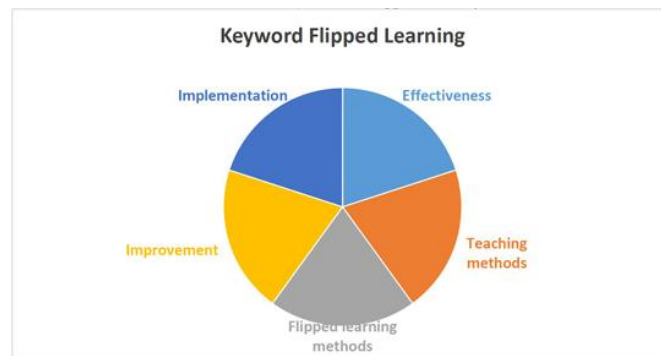 Keyword Flipped Learning
Implementation
Effectiveness
Improvement
Teaching
methods
Flipped learning
methods